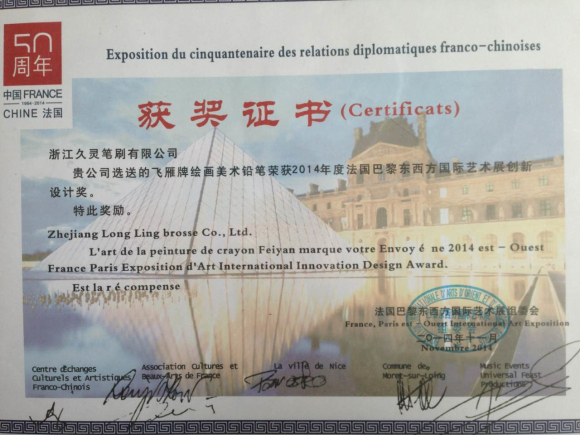 50
周年
中国 FRANCE
1964-2014
CHINE 法国
Exposition du cinquantenaire des relations diplomatiques franco-chinoises
获奖证书(Certificats)
浙江久灵笔刷有限公司
贵公司选送的飞雁牌绘画美术铅笔荣获2014年度法国巴黎东西方国际艺术展创新
设计奖。
特此奖励。
Zhejiang Long Ling brosse Co., Ltd.
L'art de la peinture de crayon Feiyan marque votre Envoy é ne 2014 est - Ouest
France Paris Exposition d'Art International Innovation Design Award.
Est la r é compense
法国巴黎东西方国际艺术展组委会
France, Paris est - Ouest International Art Exposition
二〇一四年十一月
Novembre 2014
Centre d'Echanges
Culturels et Artistiques
Franco-Chinois
Association Cultures et
Beaux-Arts de France
La Ville de Nice
Commune de
Moret-sur-Loing
Music Events
Universal Feast
Productions